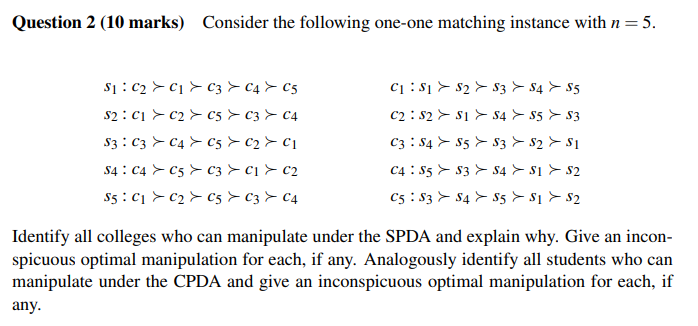 Question 2 (10 marks) Consider the following one-one matching instance with n = 5.
s₁ : c₂ ≻ c₁ ≻ c₃ ≻ c₄ ≻ c₅ c₁ : s₁ ≻ s₂ ≻ s₃ ≻ s₄ ≻ s₅
s₂ : c₁ ≻ c₂ ≻ c₅ ≻ c₃ ≻ c₄ c₂ : s₂ ≻ s₁ ≻ s₄ ≻ s₅ ≻ s₃
s₃ : c₃ ≻ c₄ ≻ c₅ ≻ c₂ ≻ c₁ c₃ : s₄ ≻ s₅ ≻ s₃ ≻ s₂ ≻ s₁
s₄ : c₄ ≻ c₅ ≻ c₃ ≻ c₁ ≻ c₂ c₄ : s₅ ≻ s₃ ≻ s₄ ≻ s₁ ≻ s₂
s₅ : c₁ ≻ c₂ ≻ c₅ ≻ c₃ ≻ c₄ c₅ : s₃ ≻ s₄ ≻ s₅ ≻ s₁ ≻ s₂
Identify all colleges who can manipulate under the SPDA and explain why. Give an incon-
spicuous optimal manipulation for each, if any. Analogously identify all students who can
manipulate under the CPDA and give an inconspicuous optimal manipulation for each, if
any.